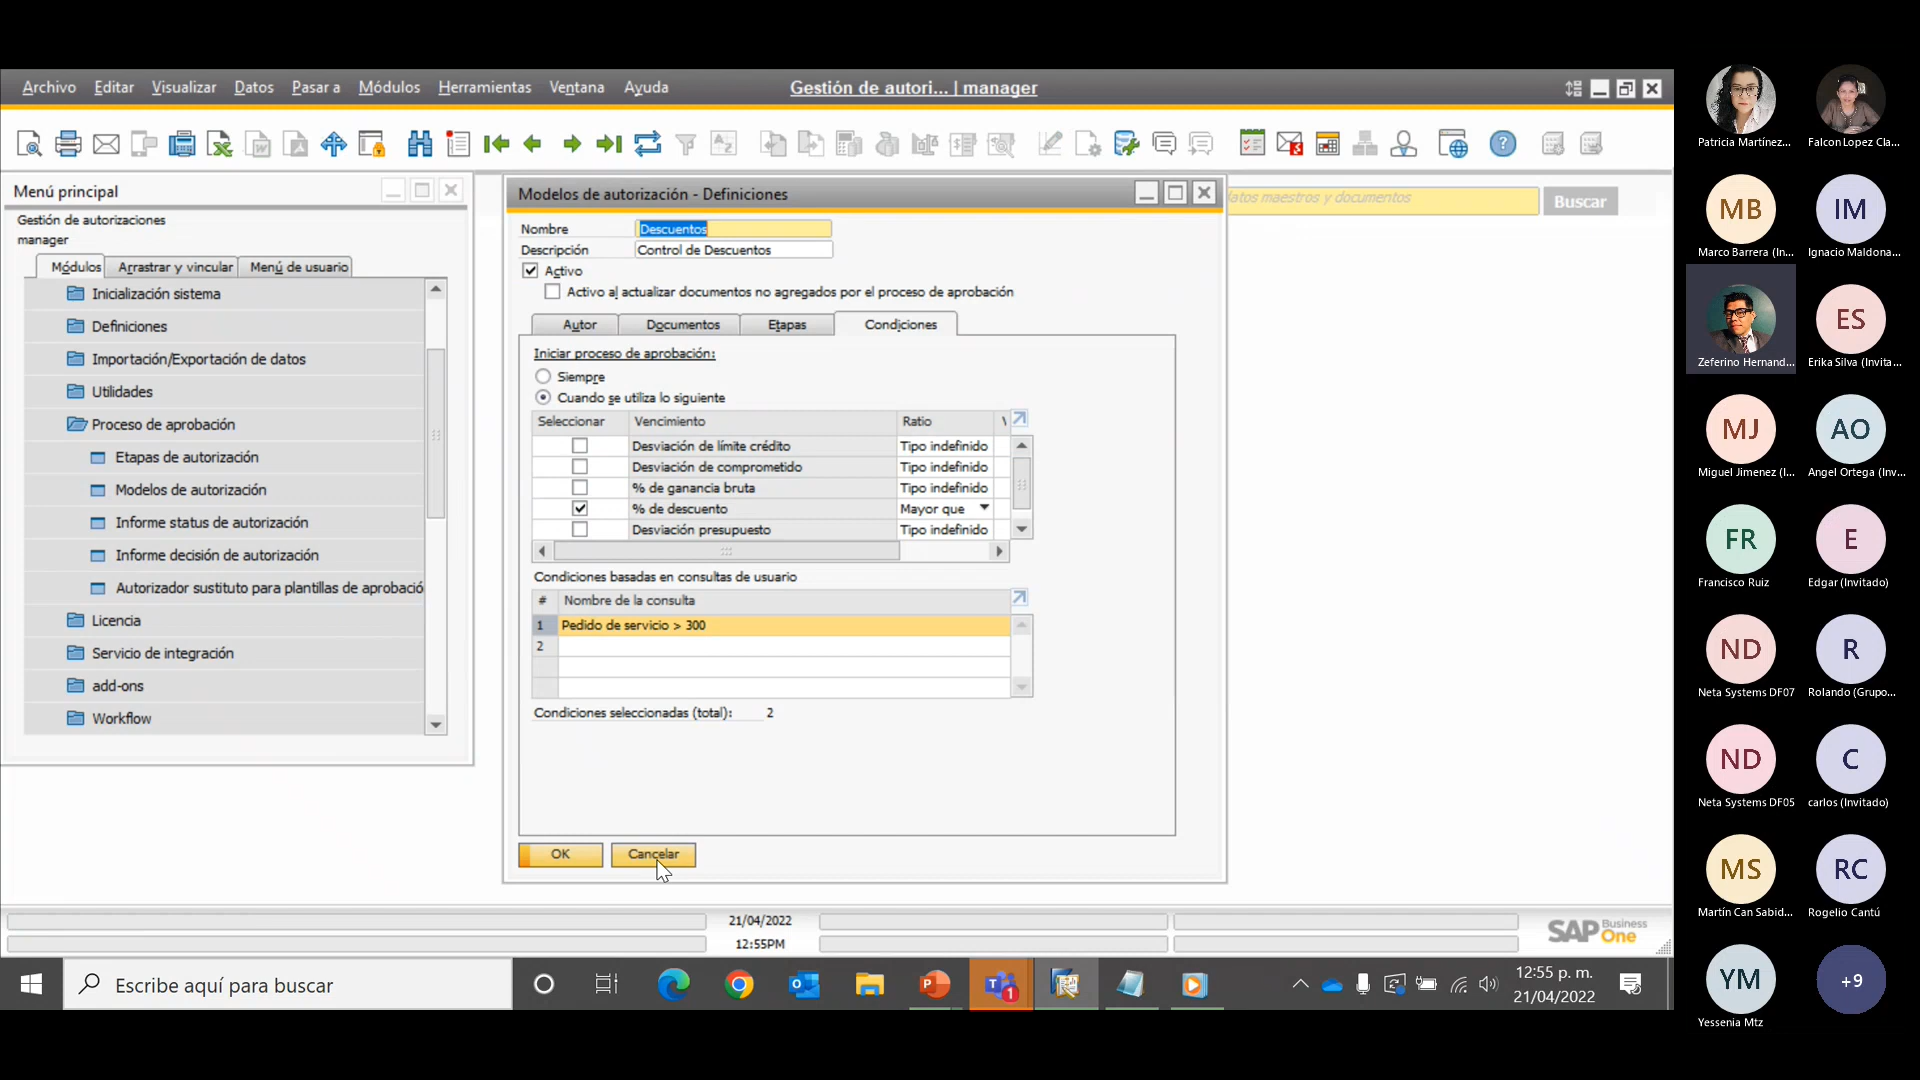 Archivo Editar Visualizar Datos Pasar a Módulos Herramientas Ventana Ayuda
Gestión de autori... | manager
Menú principal
Gestión de autorizaciones
manager
Módulos Arrastrar y vincular Menú de usuario
Inicialización sistema
Definiciones
Importación/Exportación de datos
Utilidades
Proceso de aprobación
Etapas de autorización
Modelos de autorización
Informe status de autorización
Informe decisión de autorización
Autorizador sustituto para plantillas de aprobació
Licencia
Servicio de integración
add-ons
Workflow
Modelos de autorización - Definiciones
datos maestros y documentos
Buscar
Nombre Descuentos
Descripción Control de Descuentos
Activo
Activo al actualizar documentos no agregados por el proceso de aprobación
Autor Documentos Etapas Condiciones
Iniciar proceso de aprobación:
Siempre
Cuando se utiliza lo siguiente
Seleccionar Vencimiento Ratio
Desviación de límite crédito Tipo indefinido
Desviación de comprometido Tipo indefinido
% de ganancia bruta Tipo indefinido
% de descuento Mayor que
Desviación presupuesto Tipo indefinido
Condiciones basadas en consultas de usuario
# Nombre de la consulta
1 Pedido de servicio > 300
2
Condiciones seleccionadas (total): 2
OK Cancelar
21/04/2022
12:55PM
SAP Business One
Escribe aquí para buscar
1
12:55 p. m.
21/04/2022
Patricia Martínez...
Falcon Lopez Cla...
MB
Marco Barrera (In...
IM
Ignacio Maldona...
Zeferino Hernand...
ES
Erika Silva (Invita...
MJ
Miguel Jimenez (I...
AO
Angel Ortega (Inv...
FR
Francisco Ruiz
E
Edgar (Invitado)
ND
Neta Systems DF07
R
Rolando (Grupo...
ND
Neta Systems DF05
C
carlos (Invitado)
MS
Martín Can Sabid...
RC
Rogelio Cantú
YM
Yessenia Mtz
+9